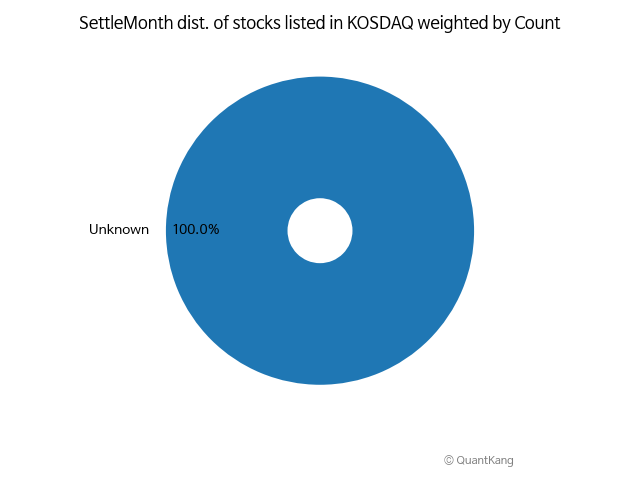 SettleMonth dist. of stocks listed in KOSDAQ weighted by Count
Unknown 100.0%
© QuantKang